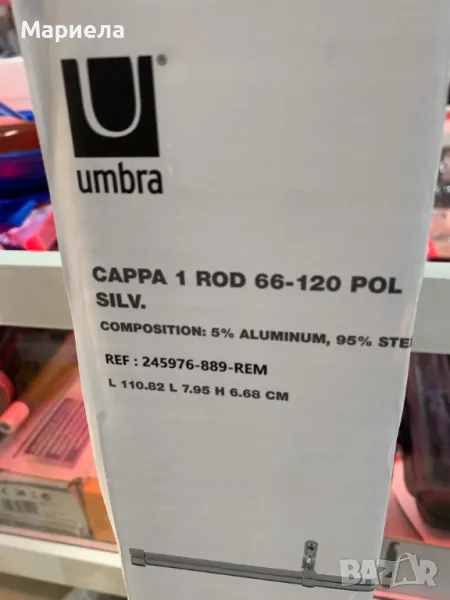 Мариела
umbra
CAPPA 1 ROD 66-120 POL
SILV.
COMPOSITION: 5% ALUMINUM, 95% STE
REF : 245976-889-REM
L 110.82 L 7.95 H 6.68 CM
bazar